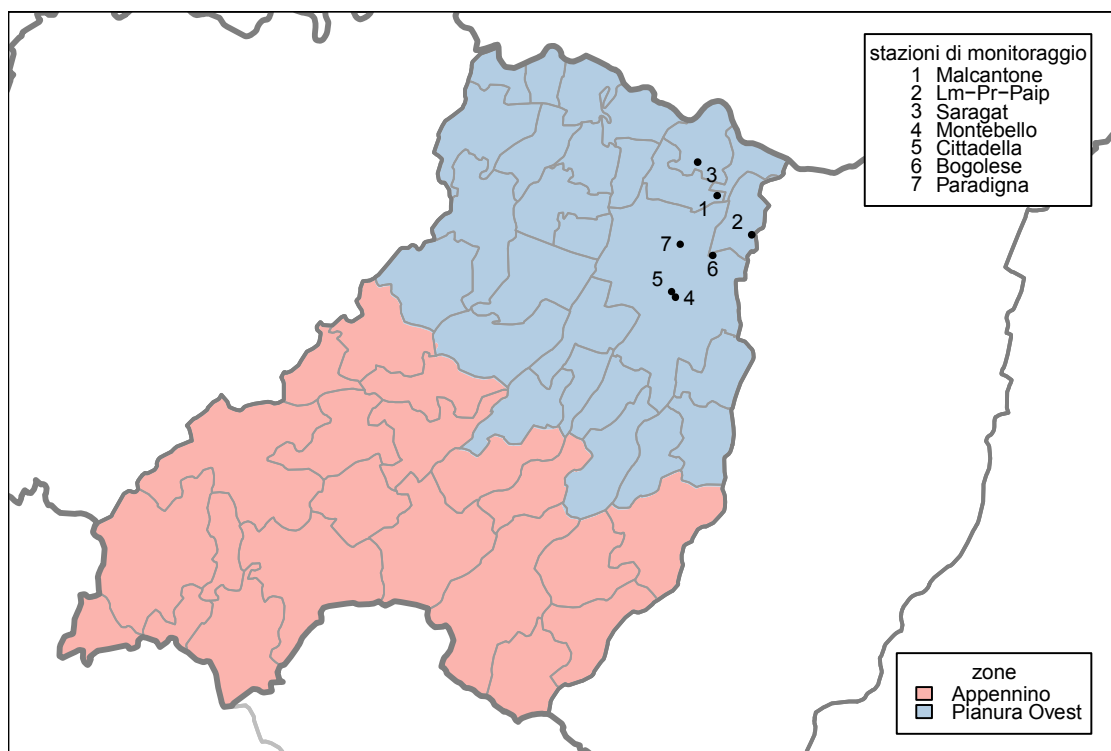 stazioni di monitoraggio
1 Malcantone
2 Lm−Pr−Paip
3 Saragat
4 Montebello
5 Cittadella
6 Bogolese
7 Paradigna
3
1
2
7
6
5
4
zone
Appennino
Pianura Ovest